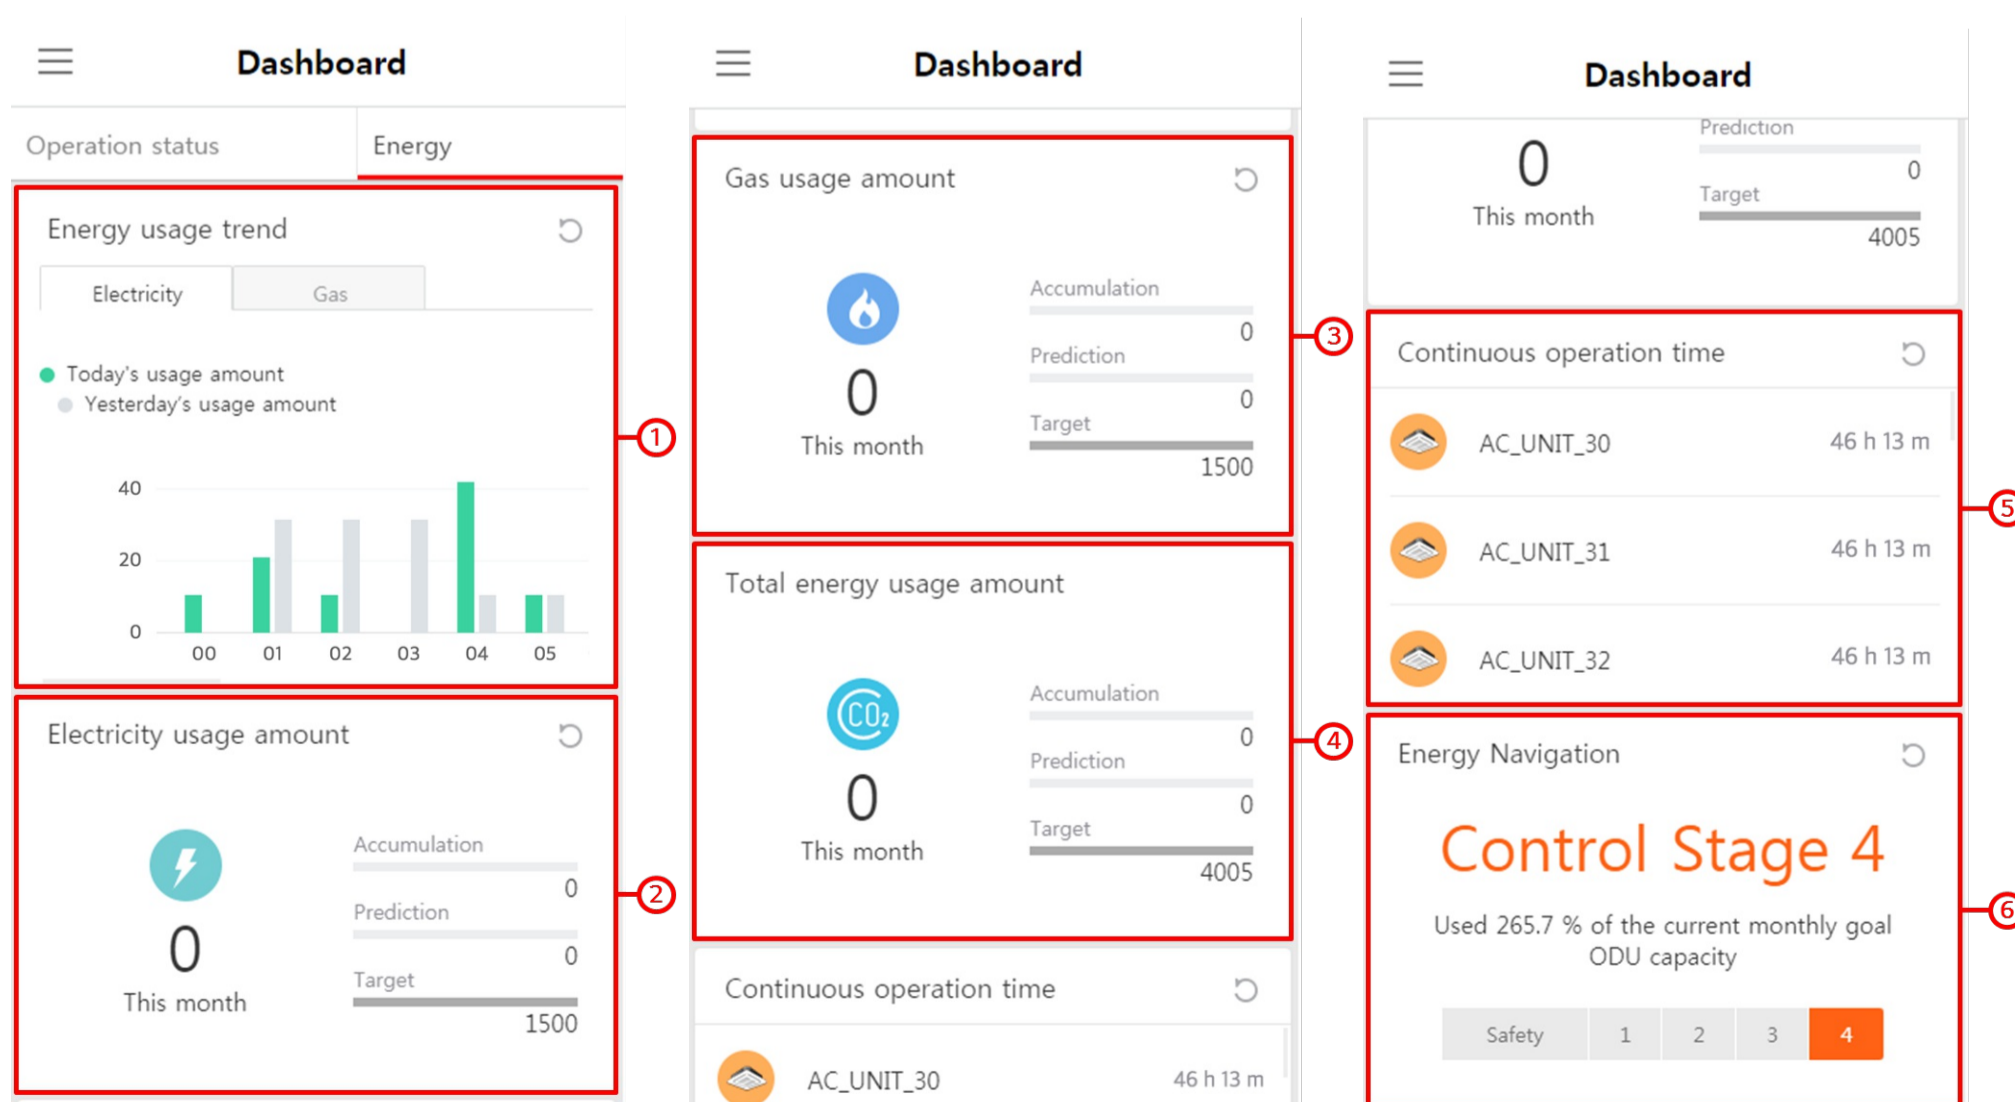 Dashboard
Operation status
Energy
Energy usage trend
Electricity
Gas
Today's usage amount
Yesterday's usage amount
40
20
0
00 01 02 03 04 05
1
Electricity usage amount
0
This month
Accumulation
0
Prediction
0
Target
1500
2
Dashboard
Gas usage amount
0
This month
Accumulation
0
Prediction
0
Target
1500
3
Total energy usage amount
CO2
0
This month
Accumulation
0
Prediction
0
Target
4005
4
Continuous operation time
AC_UNIT_30 46 h 13 m
Dashboard
0
This month
Prediction
0
Target
4005
Continuous operation time
AC_UNIT_30 46 h 13 m
AC_UNIT_31 46 h 13 m
AC_UNIT_32 46 h 13 m
5
Energy Navigation
Control Stage 4
Used 265.7 % of the current monthly goal
ODU capacity
Safety 1 2 3 4
6